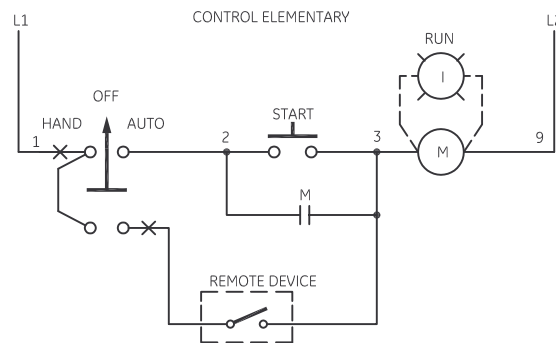 CONTROL ELEMENTARY
L1
L2
RUN
I
OFF
HAND
AUTO
START
1
2
3
M
9
M
REMOTE DEVICE